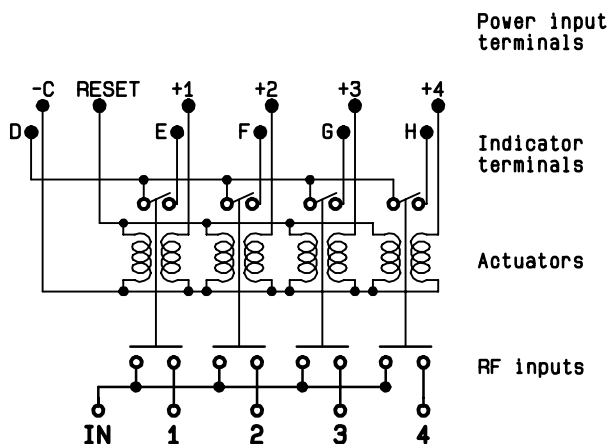 Power input
terminals
-C RESET +1 +2 +3 +4
D E F G H
Indicator
terminals
Actuators
RF inputs
IN 1 2 3 4